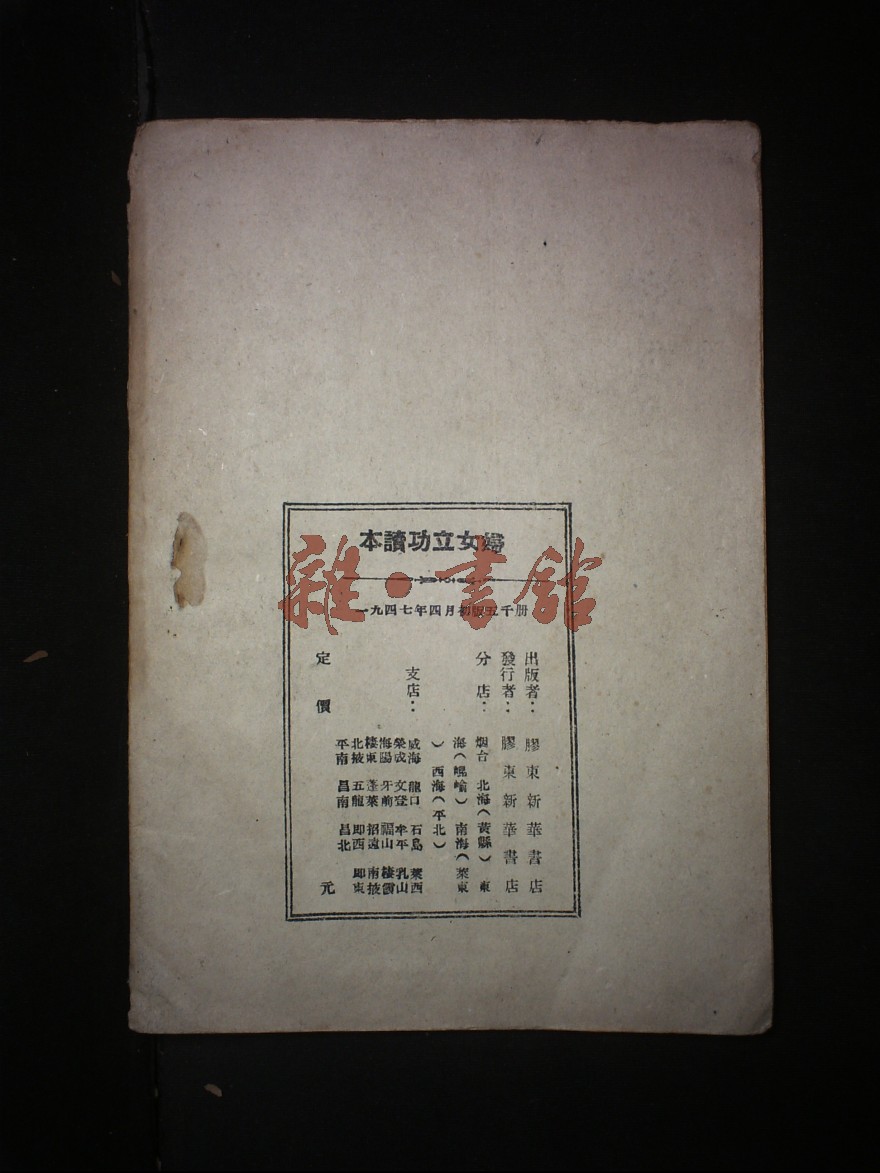 婦女立功讀本
雜·書館
一九四七年四月初版五千册
出版者：膠東新華書店
發行者：膠東新華書店
分店：烟台 北海（黃縣） 東
海（崐嵛） 南海（萊東
） 西海（平北）
支店：威海 龍口 石島 萊西
榮成 文登 牟平 乳山
海陽 牙前 福山 棲霞
棲東 蓬萊 招遠 南掖
北掖 五龍 即西 即東
平南 昌南 昌北
定價 元